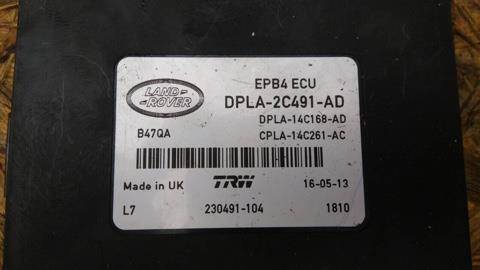 LAND
ROVER
EPB4 ECU
DPLA-2C491-AD
DPLA-14C168-AD
B47QA
CPLA-14C261-AC
Made in UK
TRW
16-05-13
L7
230491-104
1810